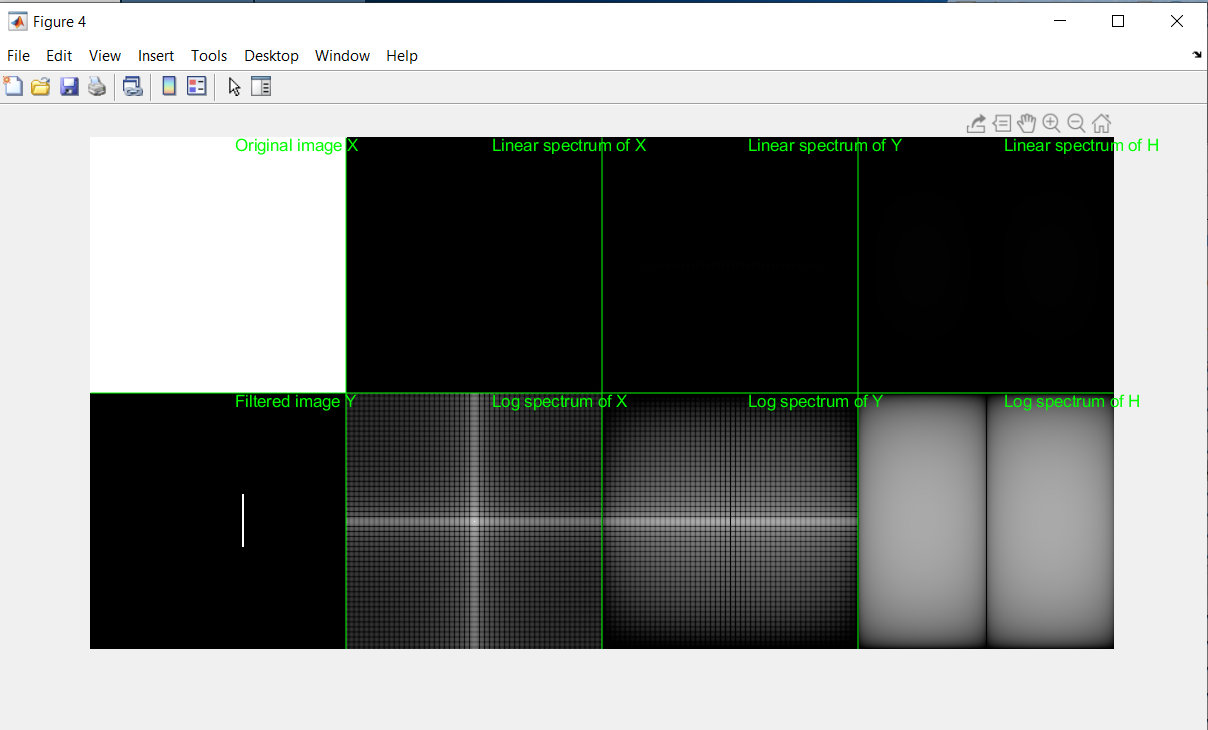 Figure 4
File Edit View Insert Tools Desktop Window Help
Original image X Linear spectrum of X Linear spectrum of Y Linear spectrum of H
Filtered image Y Log spectrum of X Log spectrum of Y Log spectrum of H